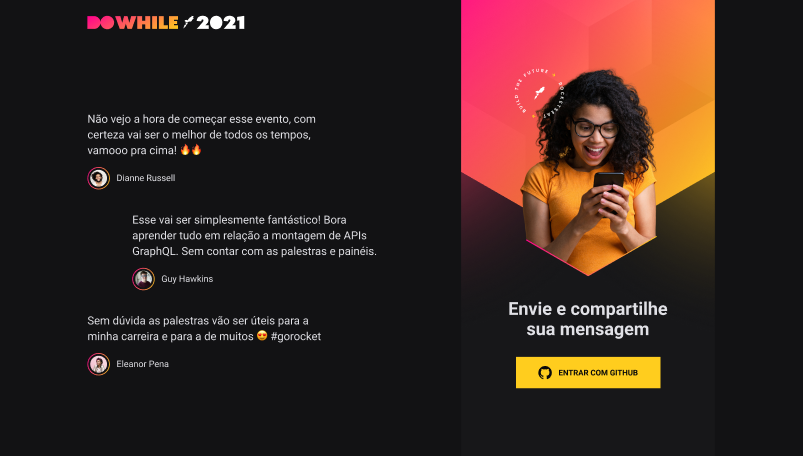 DOWHILE 2021
Não vejo a hora de começar esse evento, com
certeza vai ser o melhor de todos os tempos,
vamooo pra cima! 🔥🔥
Dianne Russell
Esse vai ser simplesmente fantástico! Bora
aprender tudo em relação a montagem de APIs
GraphQL. Sem contar com as palestras e painéis.
Guy Hawkins
Sem dúvida as palestras vão ser úteis para a
minha carreira e para a de muitos 😍 #gorocket
Eleanor Pena
BUILD THE FUTURE
ROCKETSEAT
Envie e compartilhe
sua mensagem
ENTRAR COM GITHUB